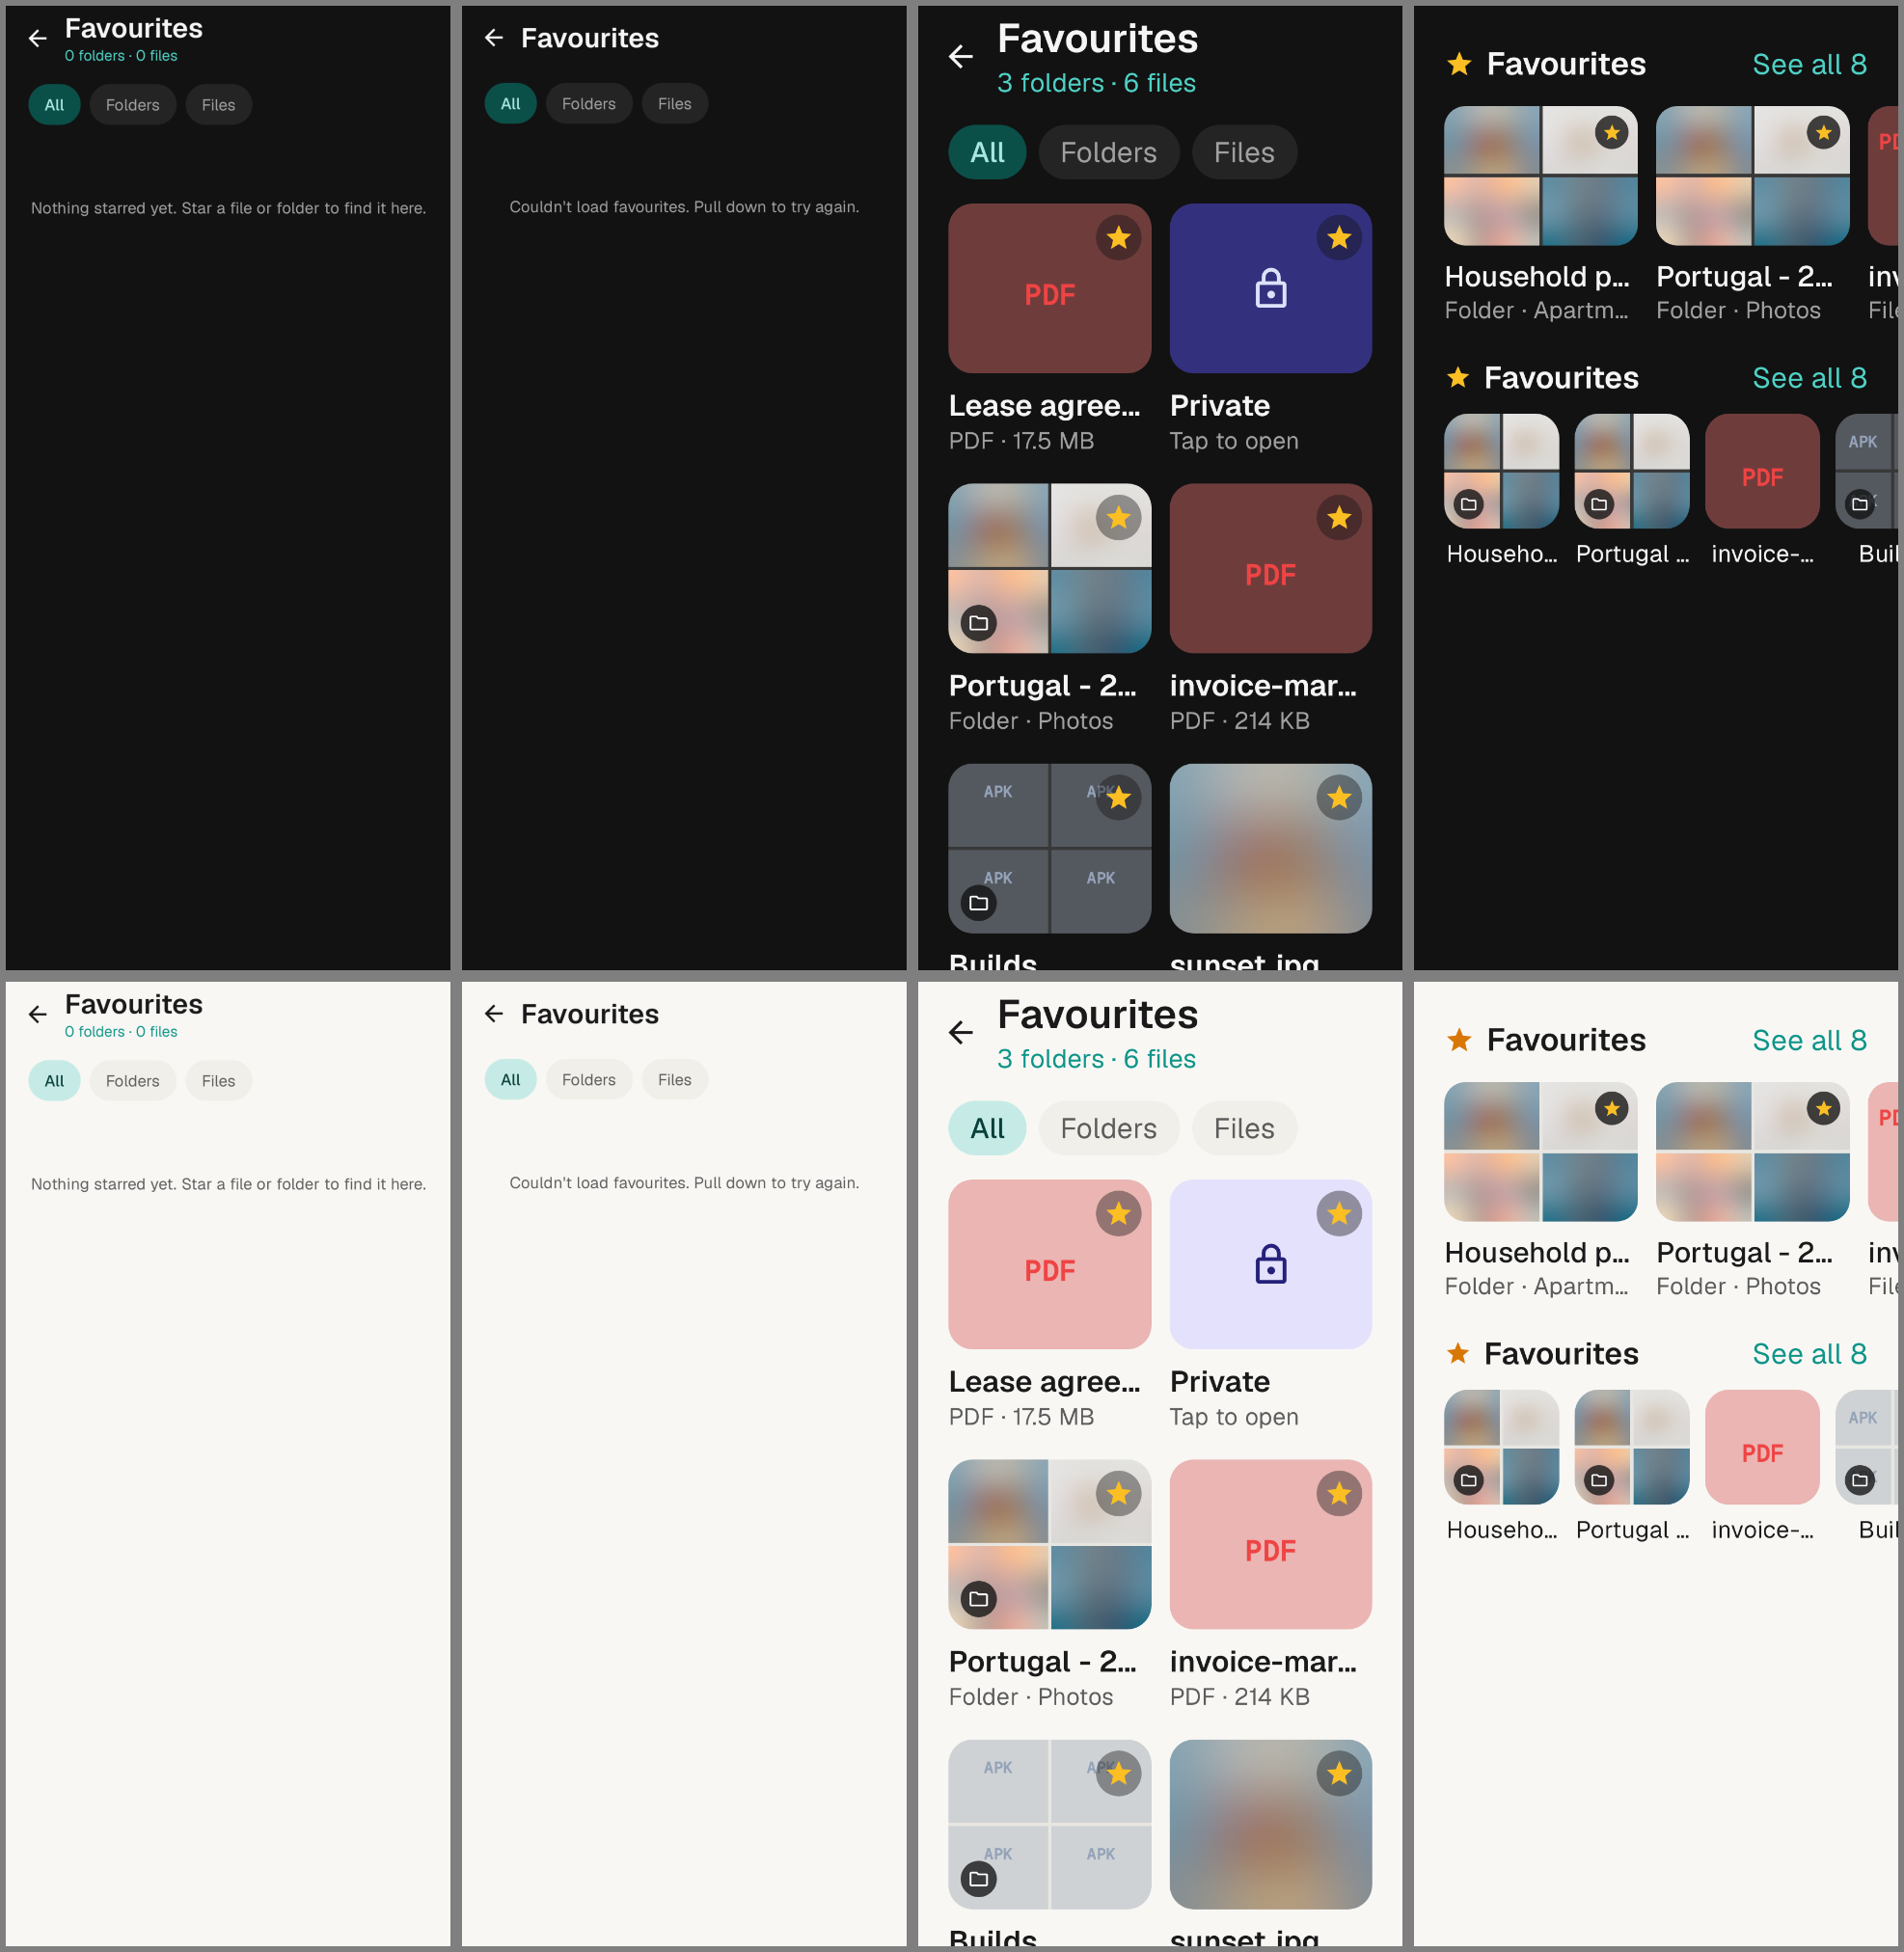 Favourites
0 folders · 0 files
All Folders Files
Nothing starred yet. Star a file or folder to find it here.
Favourites
All Folders Files
Couldn't load favourites. Pull down to try again.
Favourites
3 folders · 6 files
All Folders Files
PDF
Lease agree... Private
PDF · 17.5 MB Tap to open
PDF
Portugal - 2... invoice-mar...
Folder · Photos PDF · 214 KB
APK APK
APK APK
Builds sunset.jpg
Favourites See all 8
Household p... Portugal - 2...
Folder · Apartm... Folder · Photos
Favourites See all 8
PDF APK
Househo... Portugal ... invoice-...
Favourites
0 folders · 0 files
All Folders Files
Nothing starred yet. Star a file or folder to find it here.
Favourites
All Folders Files
Couldn't load favourites. Pull down to try again.
Favourites
3 folders · 6 files
All Folders Files
PDF
Lease agree... Private
PDF · 17.5 MB Tap to open
PDF
Portugal - 2... invoice-mar...
Folder · Photos PDF · 214 KB
APK APK
APK APK
Builds sunset.jpg
Favourites See all 8
Household p... Portugal - 2...
Folder · Apartm... Folder · Photos
Favourites See all 8
PDF APK
Househo... Portugal ... invoice-...